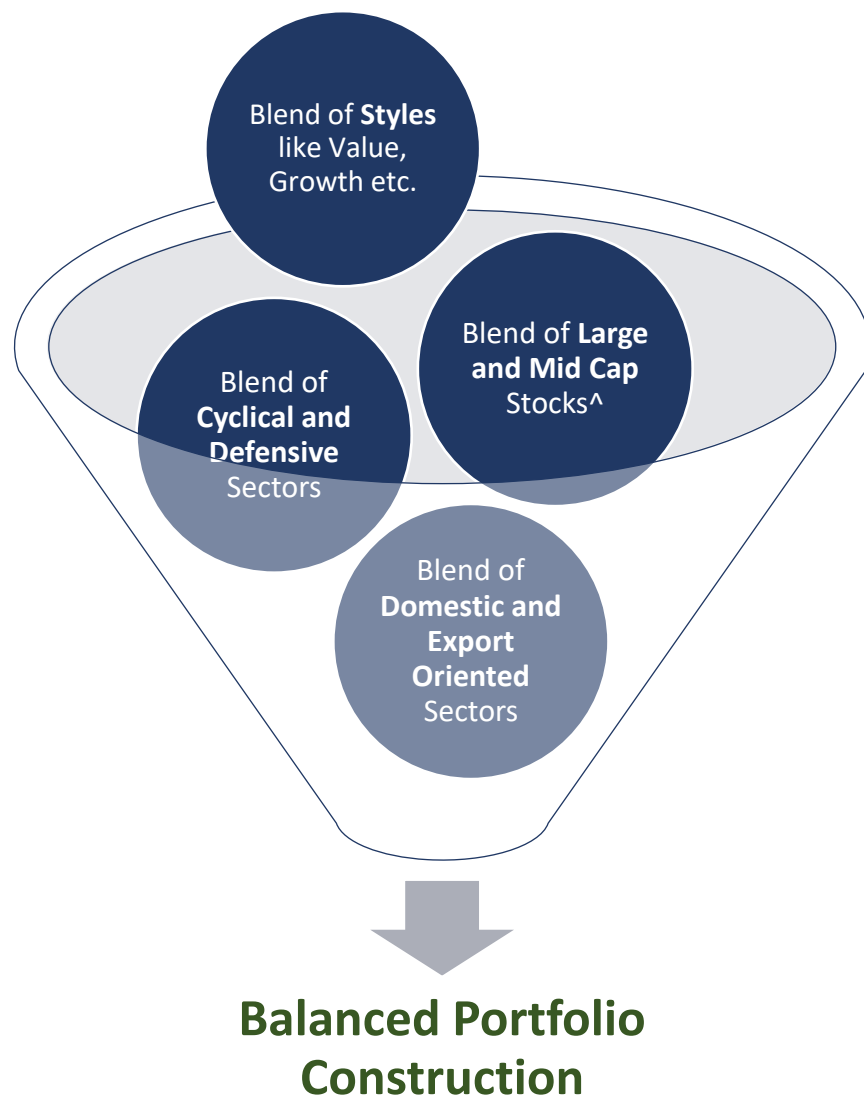 Blend of Styles
like Value,
Growth etc.
Blend of Large
and Mid Cap
Stocks^
Blend of
Cyclical and
Defensive
Sectors
Blend of
Domestic and
Export
Oriented
Sectors
Balanced Portfolio
Construction